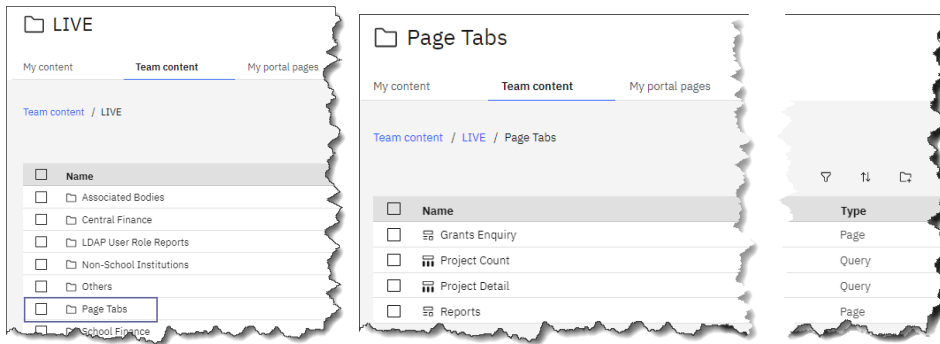 LIVE
My content Team content My portal pages
Team content / LIVE
Name
Associated Bodies
Central Finance
LDAP User Role Reports
Non-School Institutions
Others
Page Tabs
School Finance
Page Tabs
My content Team content My portal pages
Team content / LIVE / Page Tabs
Name Type
Grants Enquiry Page
Project Count Query
Project Detail Query
Reports Page